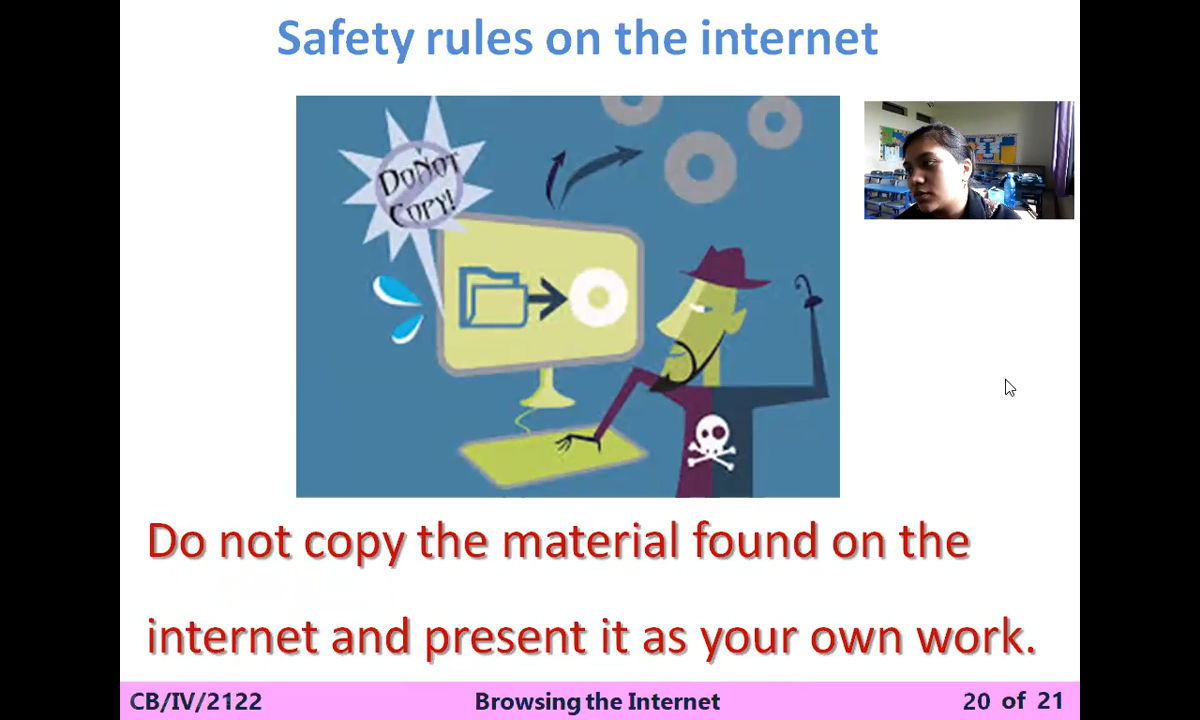 Safety rules on the internet
DoNot
Copy!
Do not copy the material found on the
internet and present it as your own work.
CB/IV/2122 Browsing the Internet 20 of 21